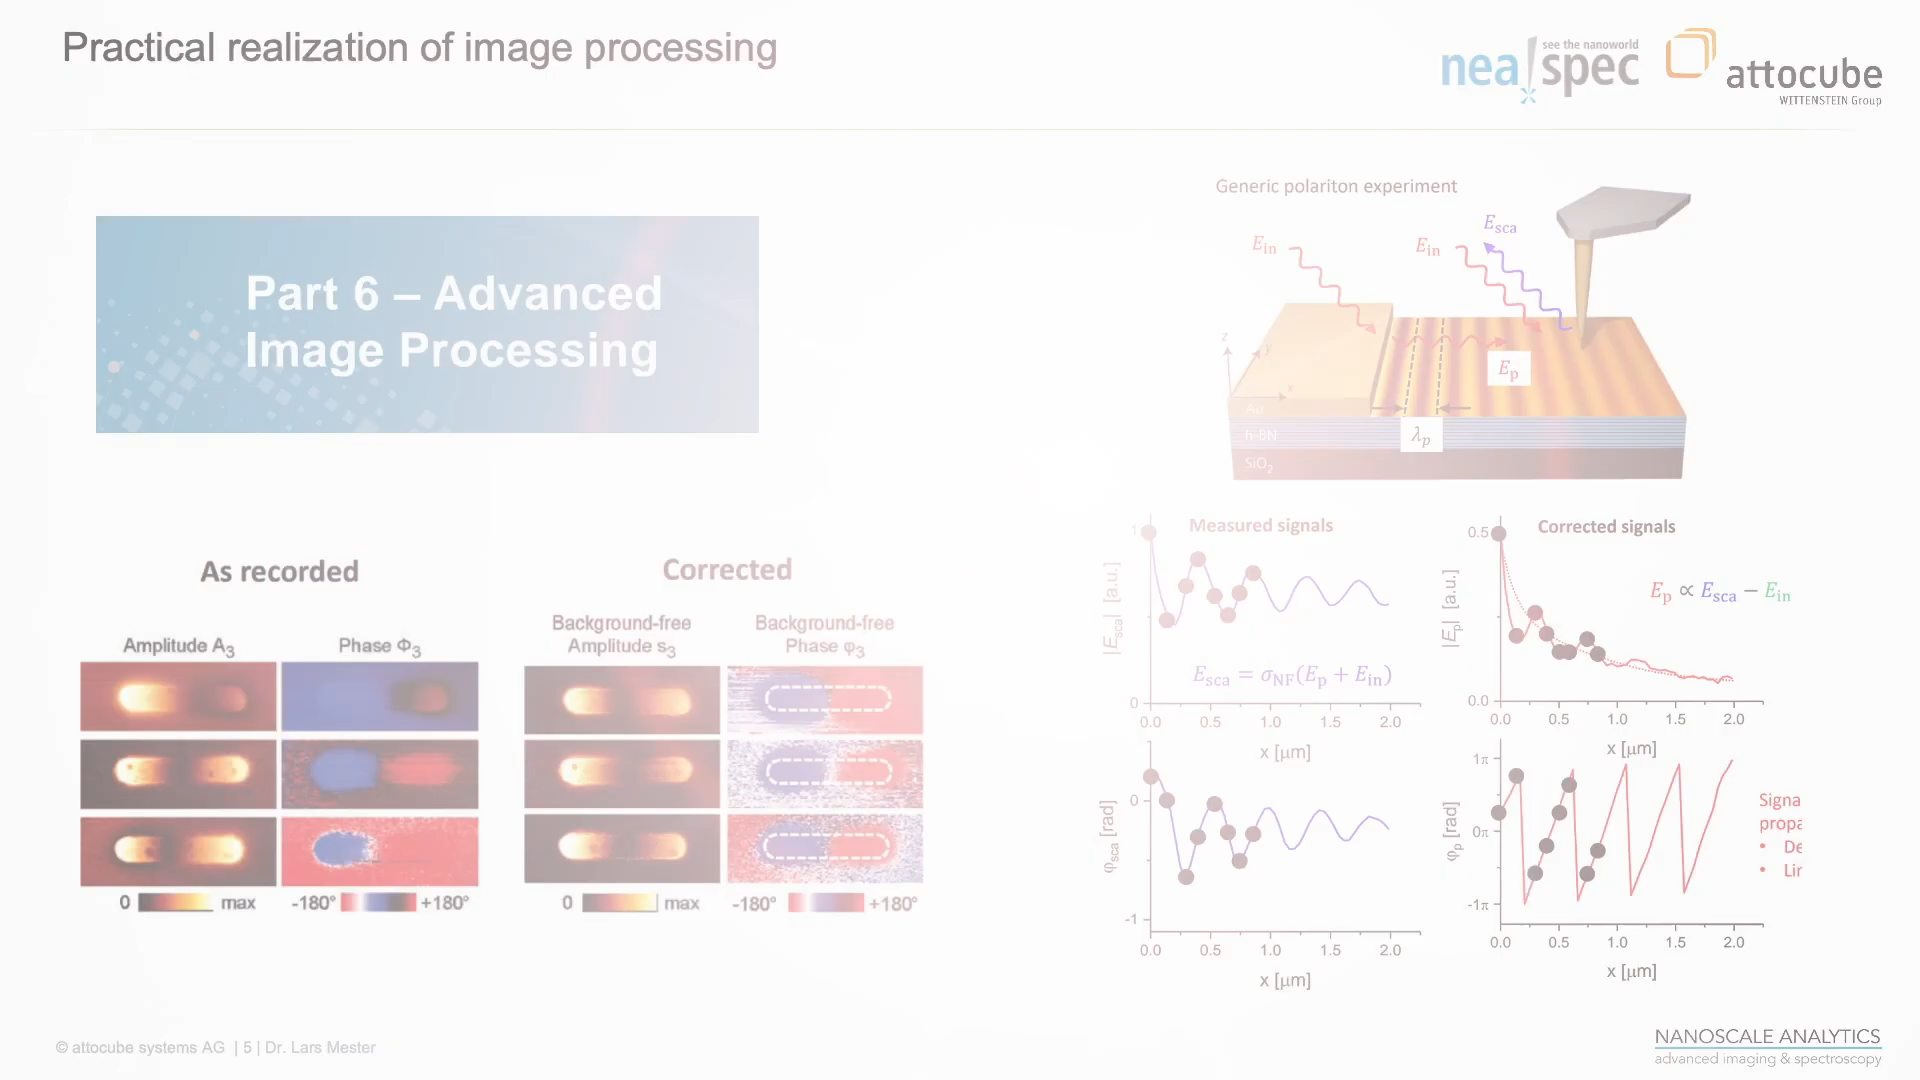 Practical realization of image processing
see the nanoworld
nea spec
attocube
WITTENSTEIN Group
Part 6 – Advanced
Image Processing
Generic polariton experiment
E_in
E_in
E_sca
E_p
λ_p
z
y
x
Au
h-BN
SiO2
As recorded
Corrected
Amplitude A3
Phase Φ3
Background-free
Amplitude s3
Background-free
Phase φ3
0
max
-180°
+180°
0
max
-180°
+180°
Measured signals
|E_sca| [a.u.]
1
0
E_sca = σ_NF(E_p + E_in)
0.0 0.5 1.0 1.5 2.0
x [μm]
Corrected signals
|E_p| [a.u.]
0.5
0.0
E_p ∝ E_sca − E_in
0.0 0.5 1.0 1.5 2.0
x [μm]
φ_sca [rad]
0
-1
0.0 0.5 1.0 1.5 2.0
x [μm]
φ_p [rad]
1π
0π
-1π
0.0 0.5 1.0 1.5 2.0
x [μm]
Signa
propa
• De
• Lir
© attocube systems AG | 5 | Dr. Lars Mester
NANOSCALE ANALYTICS
advanced imaging & spectroscopy